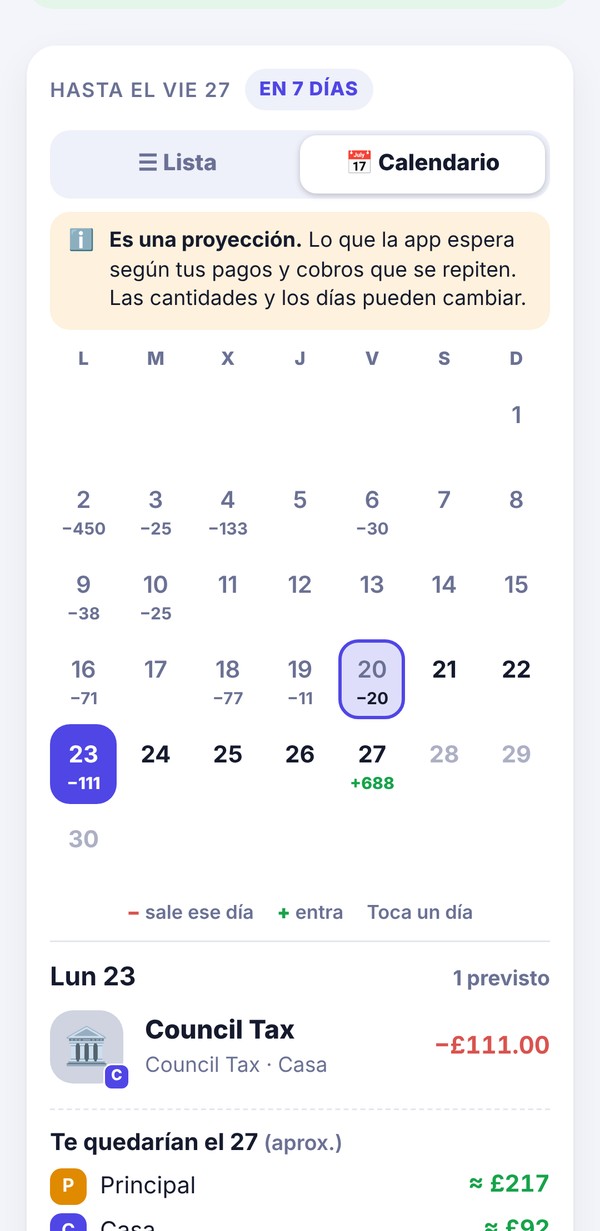 HASTA EL VIE 27 EN 7 DÍAS
☰ Lista 📅 Calendario
ℹ️ Es una proyección. Lo que la app espera
según tus pagos y cobros que se repiten.
Las cantidades y los días pueden cambiar.
L M X J V S D
1
2 3 4 5 6 7 8
−450 −25 −133 −30
9 10 11 12 13 14 15
−38 −25
16 17 18 19 20 21 22
−71 −77 −11 −20
23 24 25 26 27 28 29
−111 +688
30
− sale ese día + entra Toca un día
Lun 23 1 previsto
Council Tax
−£111.00
Council Tax · Casa
C
Te quedarían el 27 (aprox.)
P Principal ≈ £217
C Casa ≈ £92